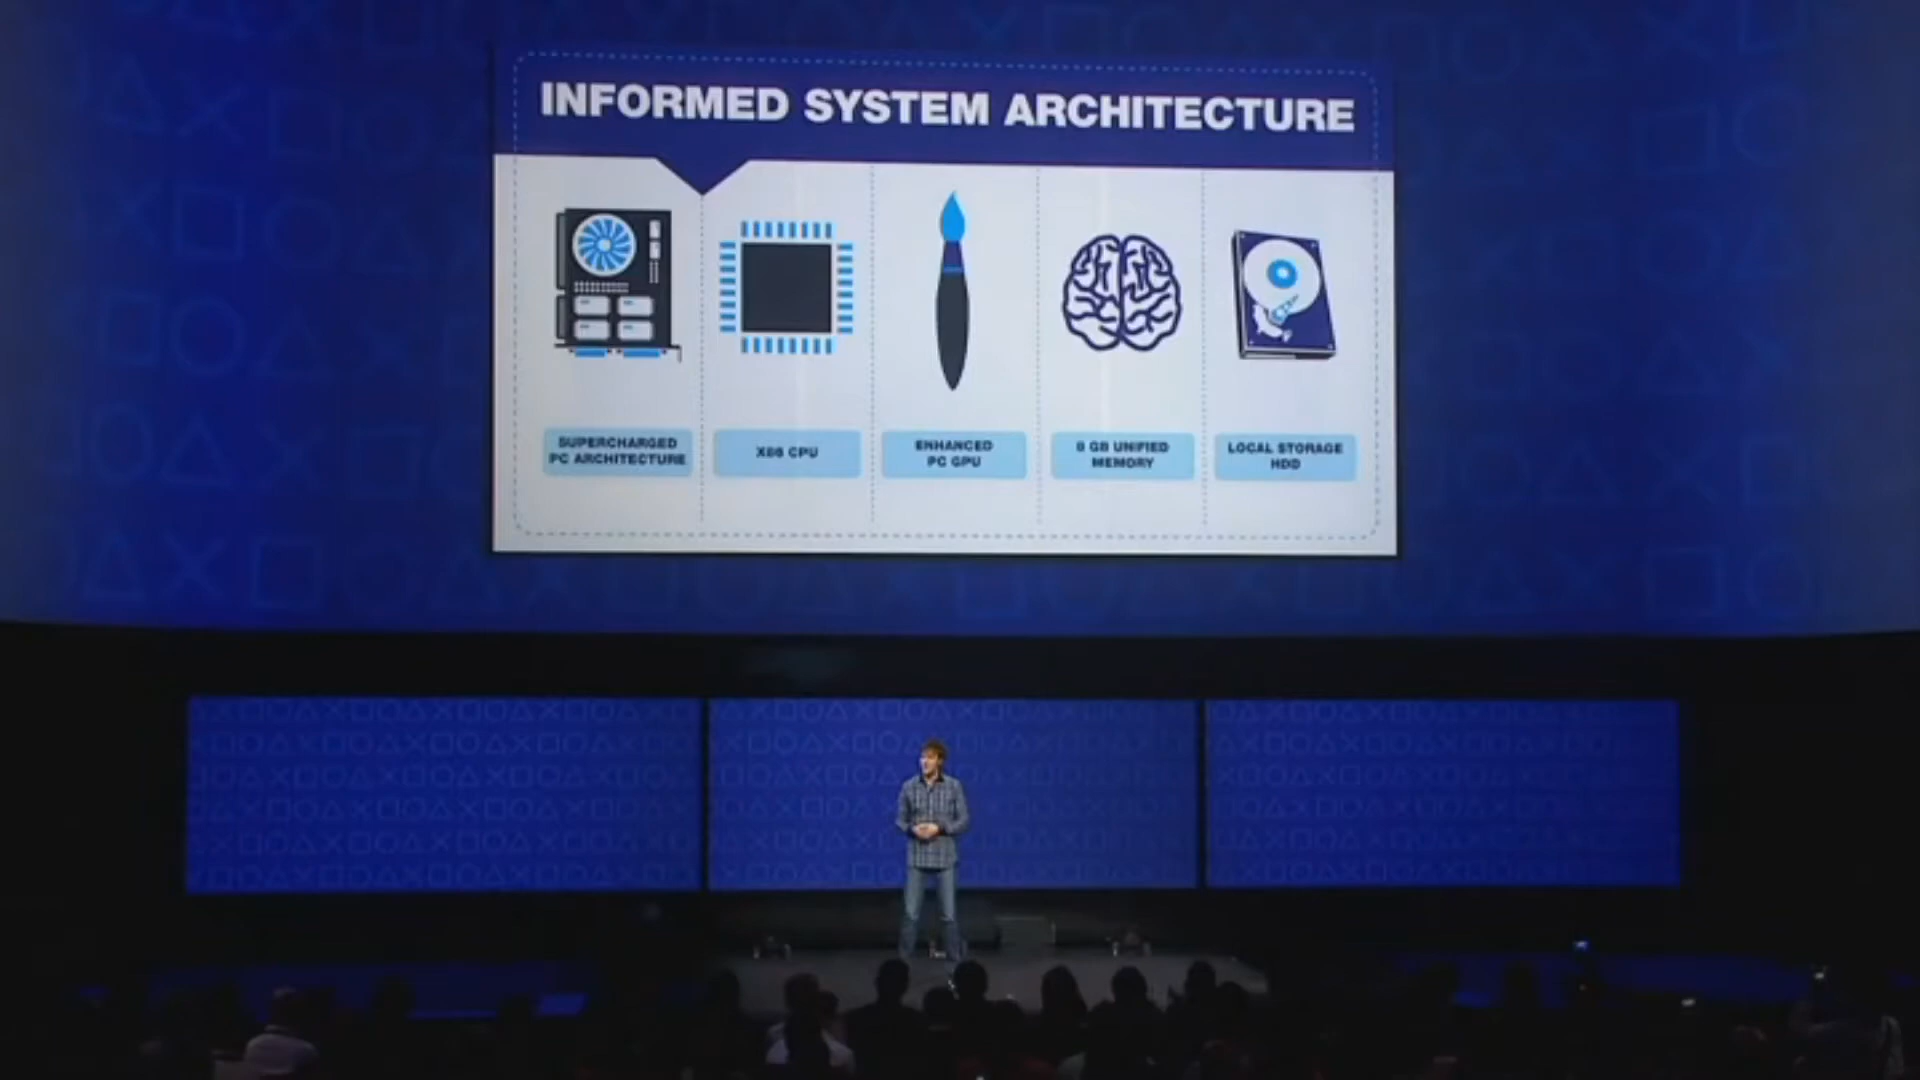 INFORMED SYSTEM ARCHITECTURE
SUPERCHARGED
PC ARCHITECTURE
X86 CPU
ENHANCED
PC GPU
8 GB UNIFIED
MEMORY
LOCAL STORAGE
HDD